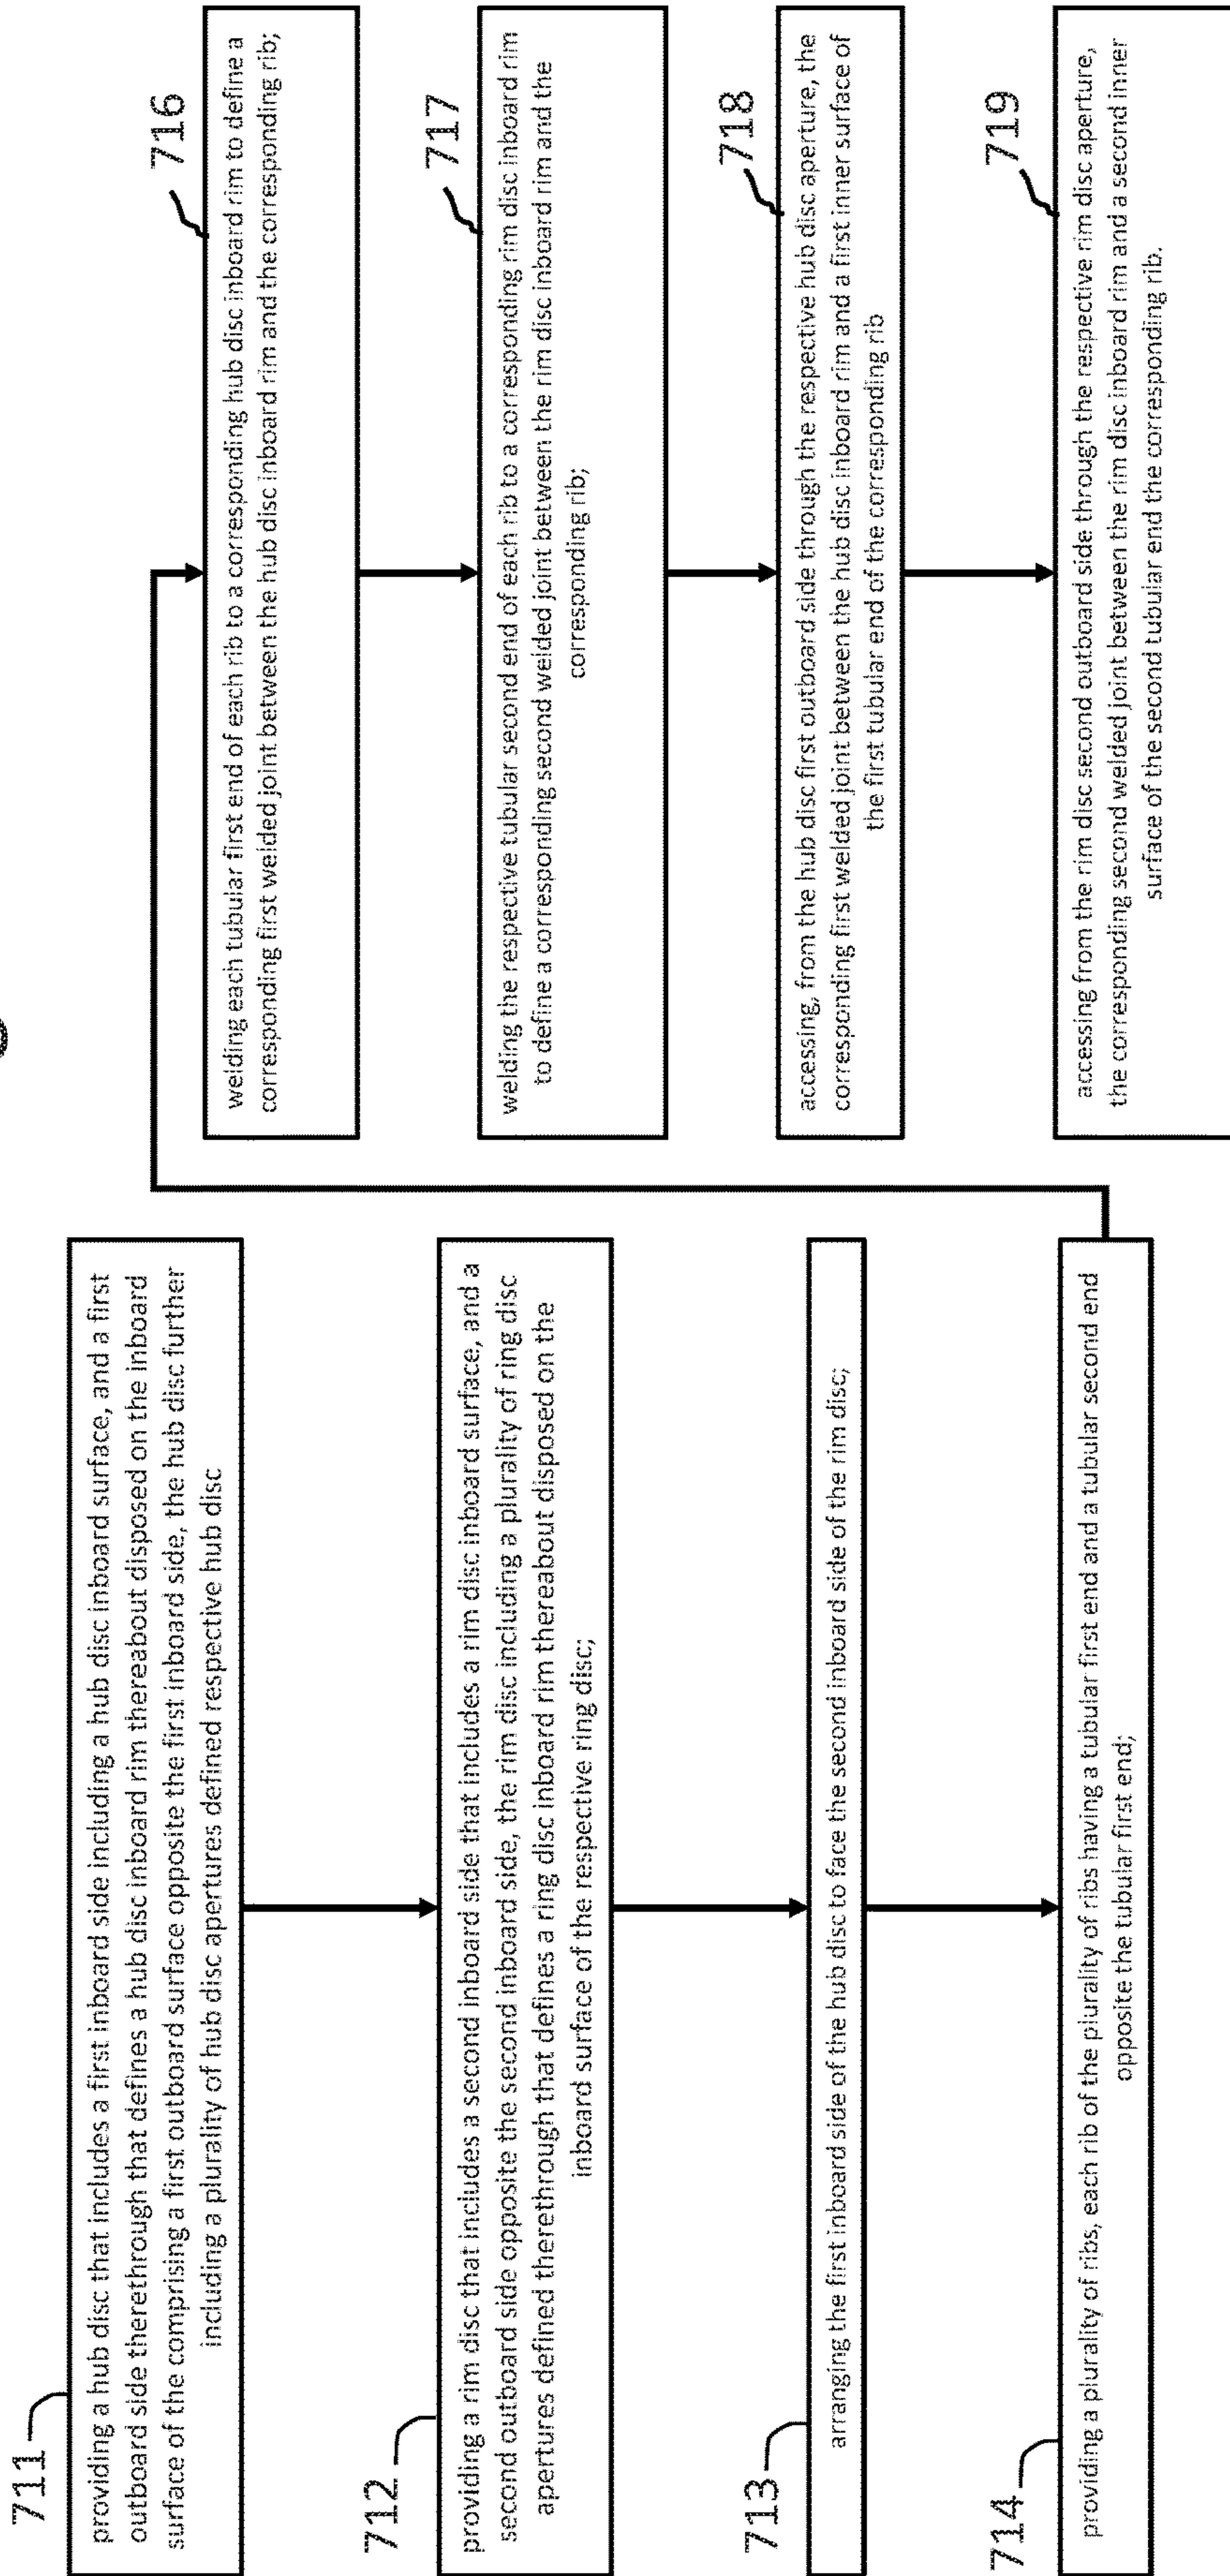 711
providing a hub disc that includes a first inboard side including a hub disc inboard surface, and a first
outboard side therethrough that defines a hub disc inboard rim thereabout disposed on the inboard
surface of the comprising a first outboard surface opposite the first inboard side, the hub disc further
including a plurality of hub disc apertures defined respective hub disc
712
providing a rim disc that includes a second inboard side that includes a rim disc inboard surface, and a
second outboard side opposite the second inboard side, the rim disc including a plurality of ring disc
apertures defined therethrough that defines a ring disc inboard rim thereabout disposed on the
inboard surface of the respective ring disc;
713
arranging the first inboard side of the hub disc to face the second inboard side of the rim disc;
714
providing a plurality of ribs, each rib of the plurality of ribs having a tubular first end and a tubular second end
opposite the tubular first end;
716
welding each tubular first end of each rib to a corresponding hub disc inboard rim to define a
corresponding first welded joint between the hub disc inboard rim and the corresponding rib;
717
welding the respective tubular second end of each rib to a corresponding rim disc inboard rim
to define a corresponding second welded joint between the rim disc inboard rim and the
corresponding rib;
718
accessing, from the hub disc first outboard side through the respective hub disc aperture, the
corresponding first welded joint between the hub disc inboard rim and a first inner surface of
the first tubular end of the corresponding rib
719
accessing from the rim disc second outboard side through the respective rim disc aperture,
the corresponding second welded joint between the rim disc inboard rim and a second inner
surface of the second tubular end the corresponding rib.